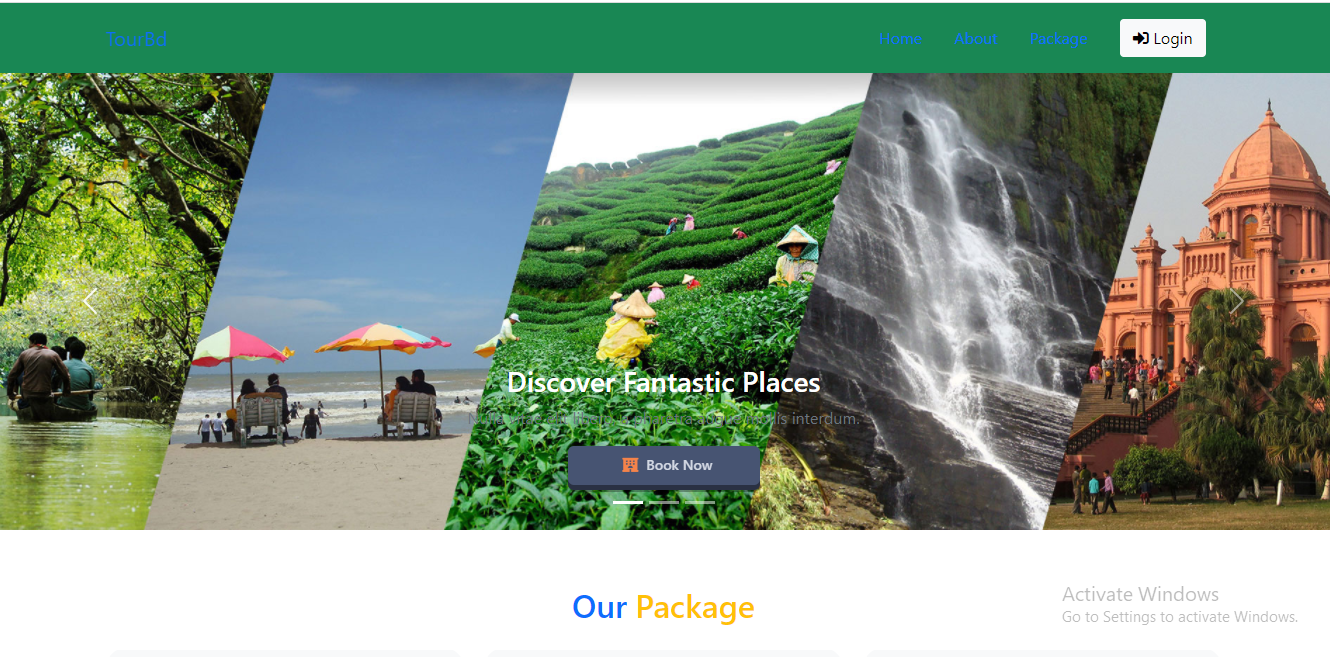 TourBd
Home About Package Login
Discover Fantastic Places
interdum.
Book Now
Our Package
Activate Windows
Go to Settings to activate Windows.